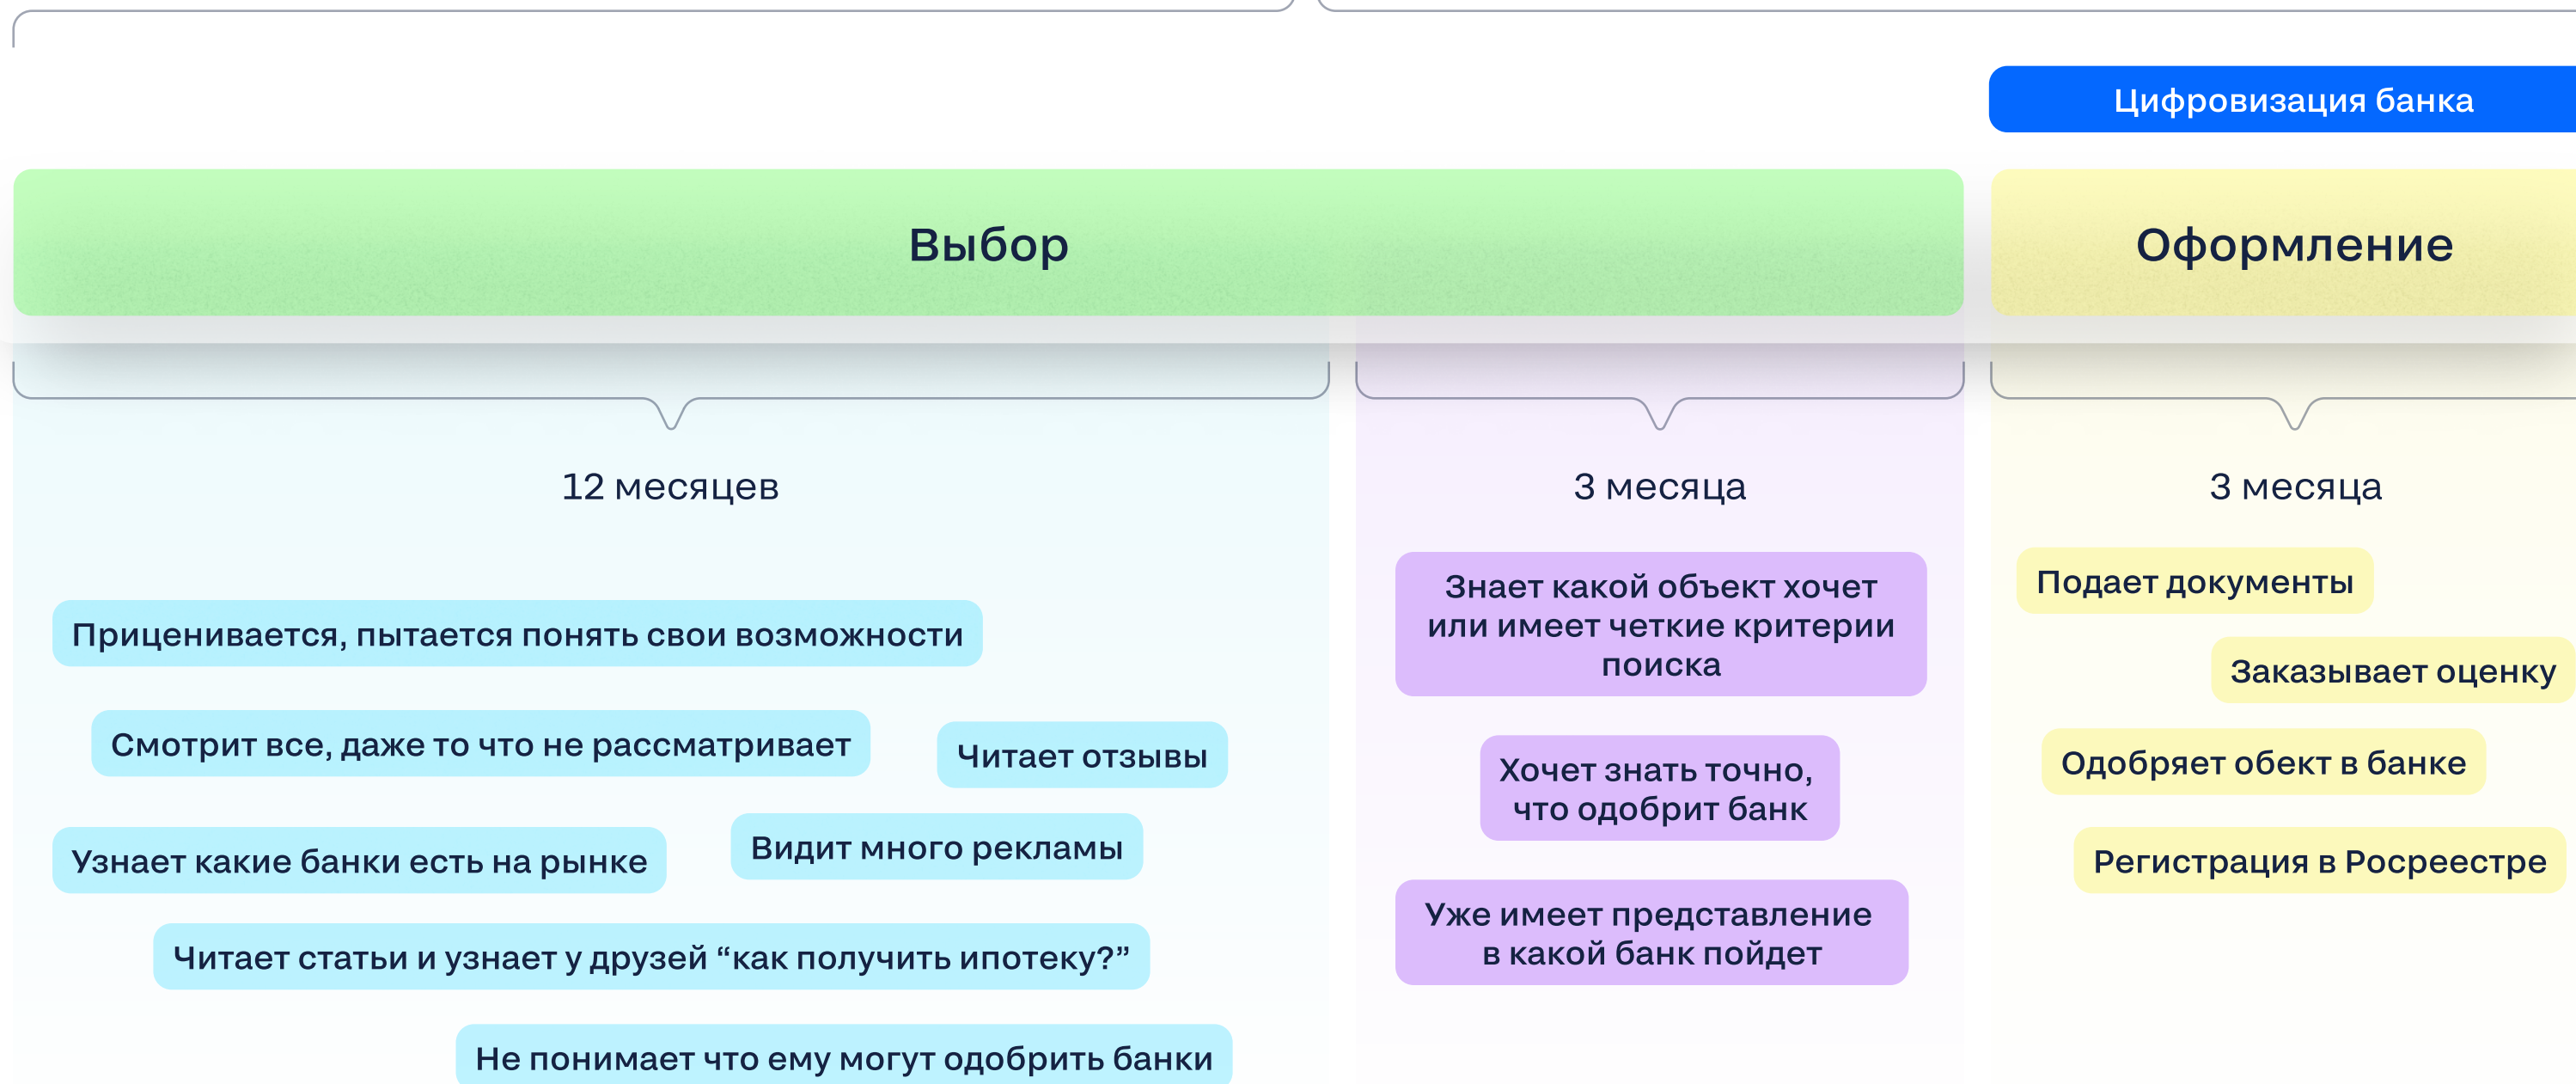 Цифровизация банка
Выбор
Оформление
12 месяцев
3 месяца
3 месяца
Приценивается, пытается понять свои возможности
Смотрит все, даже то что не рассматривает
Читает отзывы
Узнает какие банки есть на рынке
Видит много рекламы
Читает статьи и узнает у друзей “как получить ипотеку?”
Не понимает что ему могут одобрить банки
Знает какой объект хочет
или имеет четкие критерии
поиска
Хочет знать точно,
что одобрит банк
Уже имеет представление
в какой банк пойдет
Подает документы
Заказывает оценку
Одобряет обект в банке
Регистрация в Росреестре